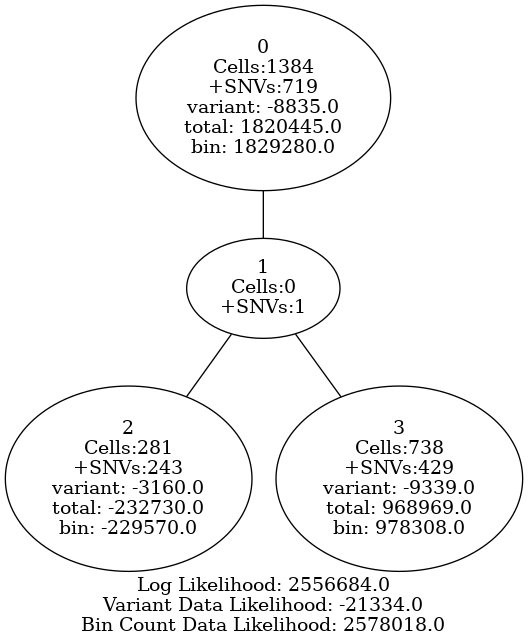 0
Cells:1384
+SNVs:719
variant: -8835.0
total: 1820445.0
bin: 1829280.0
1
Cells:0
+SNVs:1
2
Cells:281
+SNVs:243
variant: -3160.0
total: -232730.0
bin: -229570.0
3
Cells:738
+SNVs:429
variant: -9339.0
total: 968969.0
bin: 978308.0
Log Likelihood: 2556684.0
Variant Data Likelihood: -21334.0
Bin Count Data Likelihood: 2578018.0